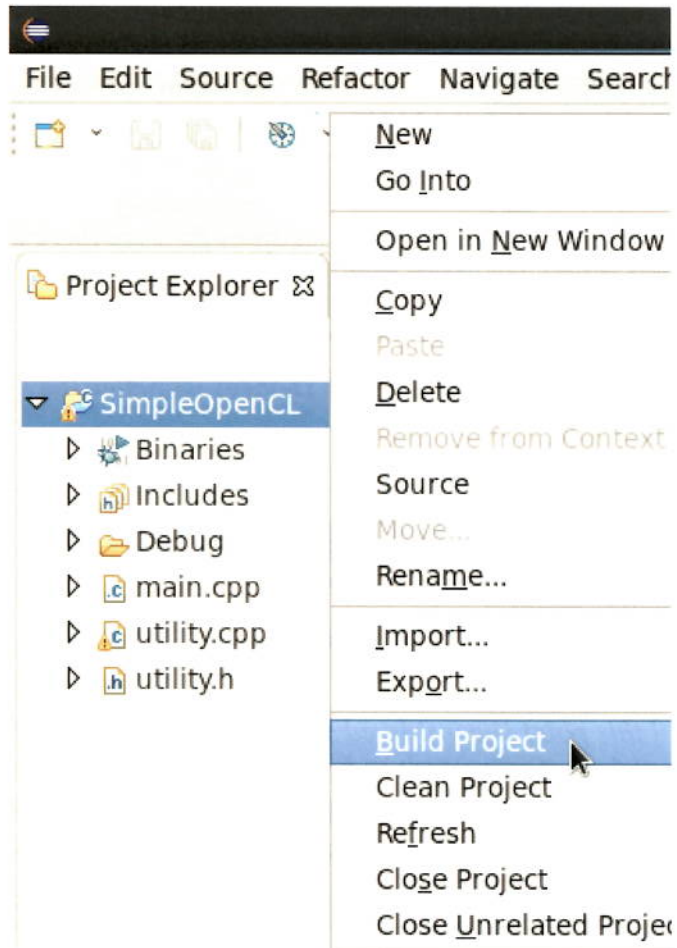 File Edit Source Refactor Navigate Search
New
Go Into
Open in New Window
Project Explorer
Copy
Paste
SimpleOpenCL
Delete
Binaries
Remove from Context
Includes
Source
Debug
Move...
main.cpp
Rename...
utility.cpp
Import...
utility.h
Export...
Build Project
Clean Project
Refresh
Close Project
Close Unrelated Projec